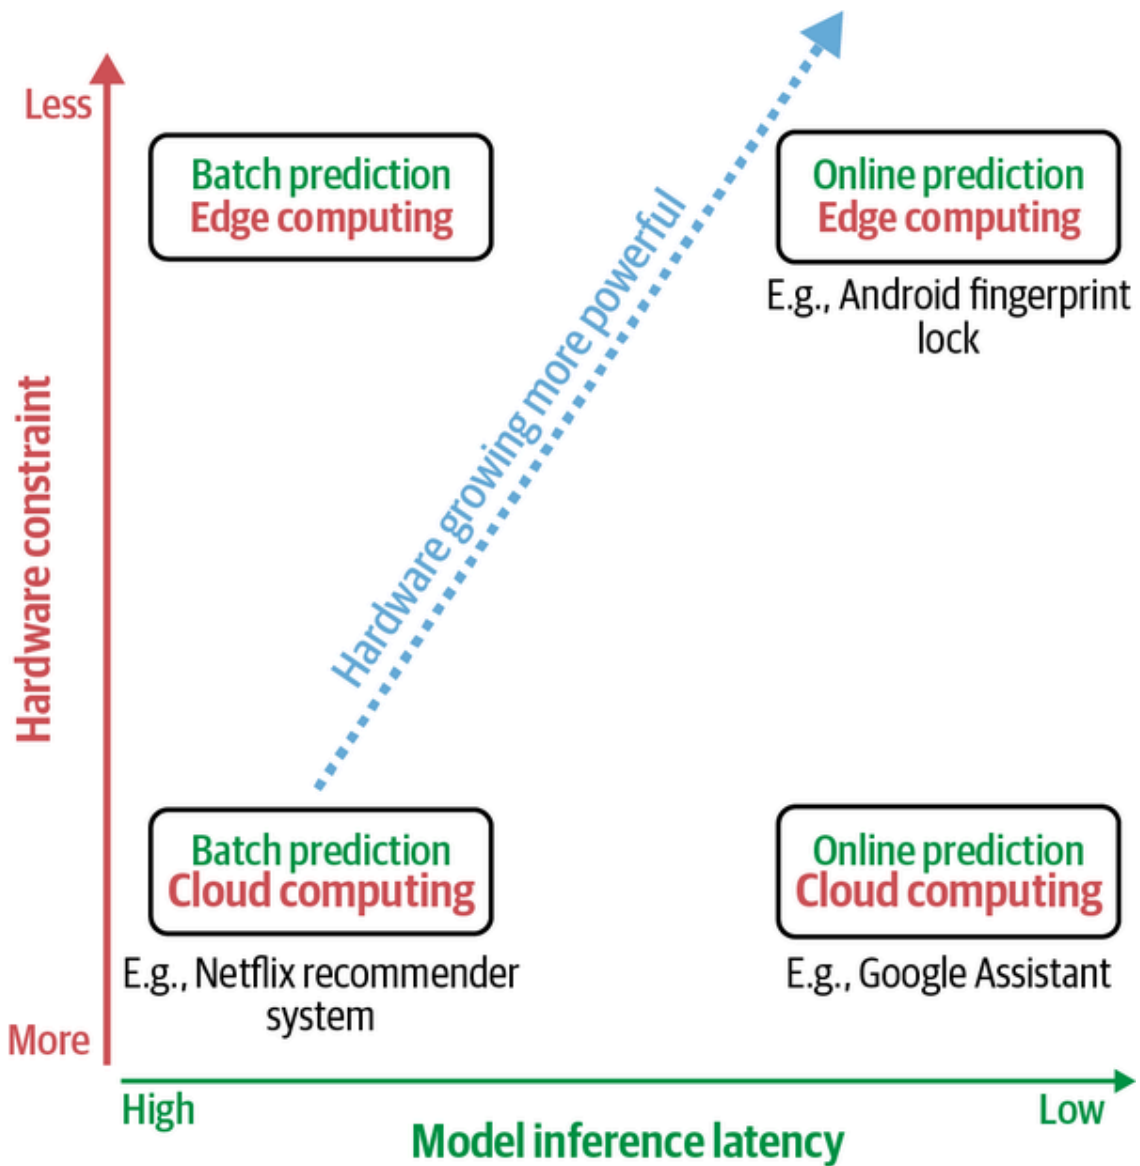 Less
Batch prediction
Edge computing
Online prediction
Edge computing
E.g., Android fingerprint
lock
Hardware growing more powerful
Hardware constraint
Batch prediction
Cloud computing
E.g., Netflix recommender
system
Online prediction
Cloud computing
E.g., Google Assistant
More
High
Low
Model inference latency